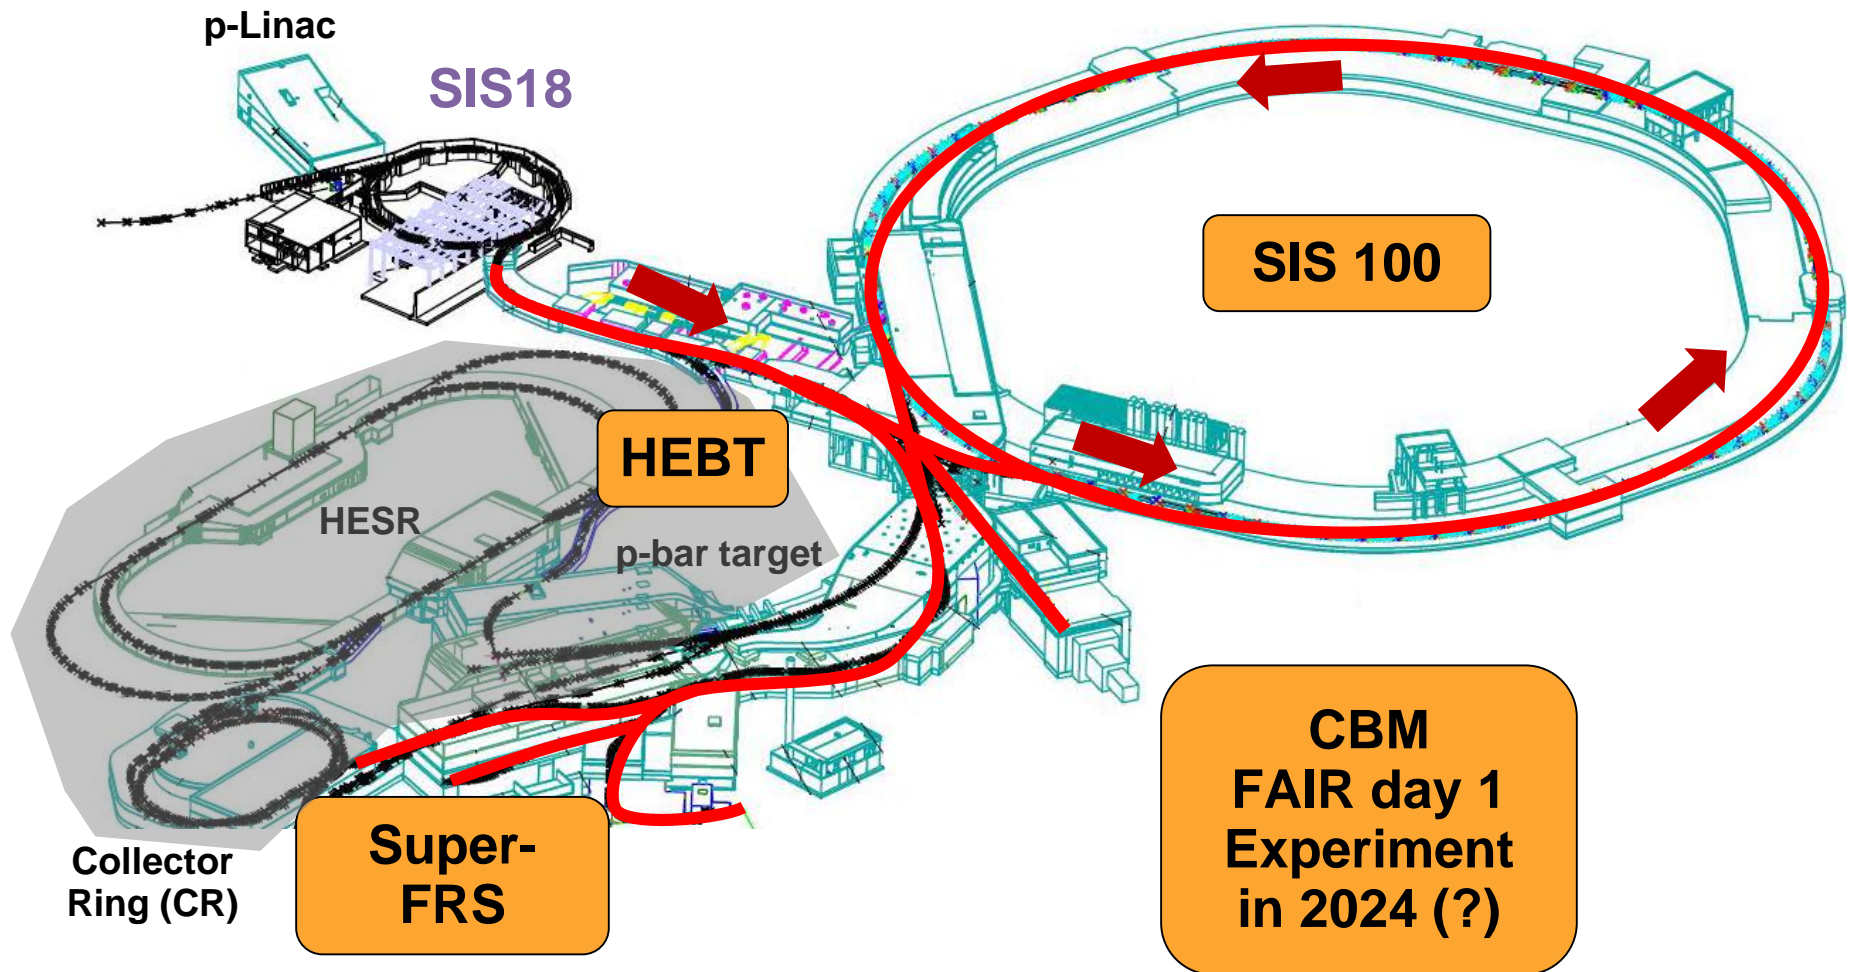 p-Linac
SIS18
SIS 100
HEBT
HESR
p-bar target
CBM
FAIR day 1
Experiment
in 2024 (?)
Super-
FRS
Collector
Ring (CR)